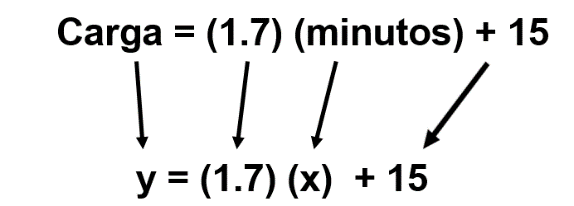 Carga = (1.7) (minutos) + 15
y = (1.7) (x) + 15